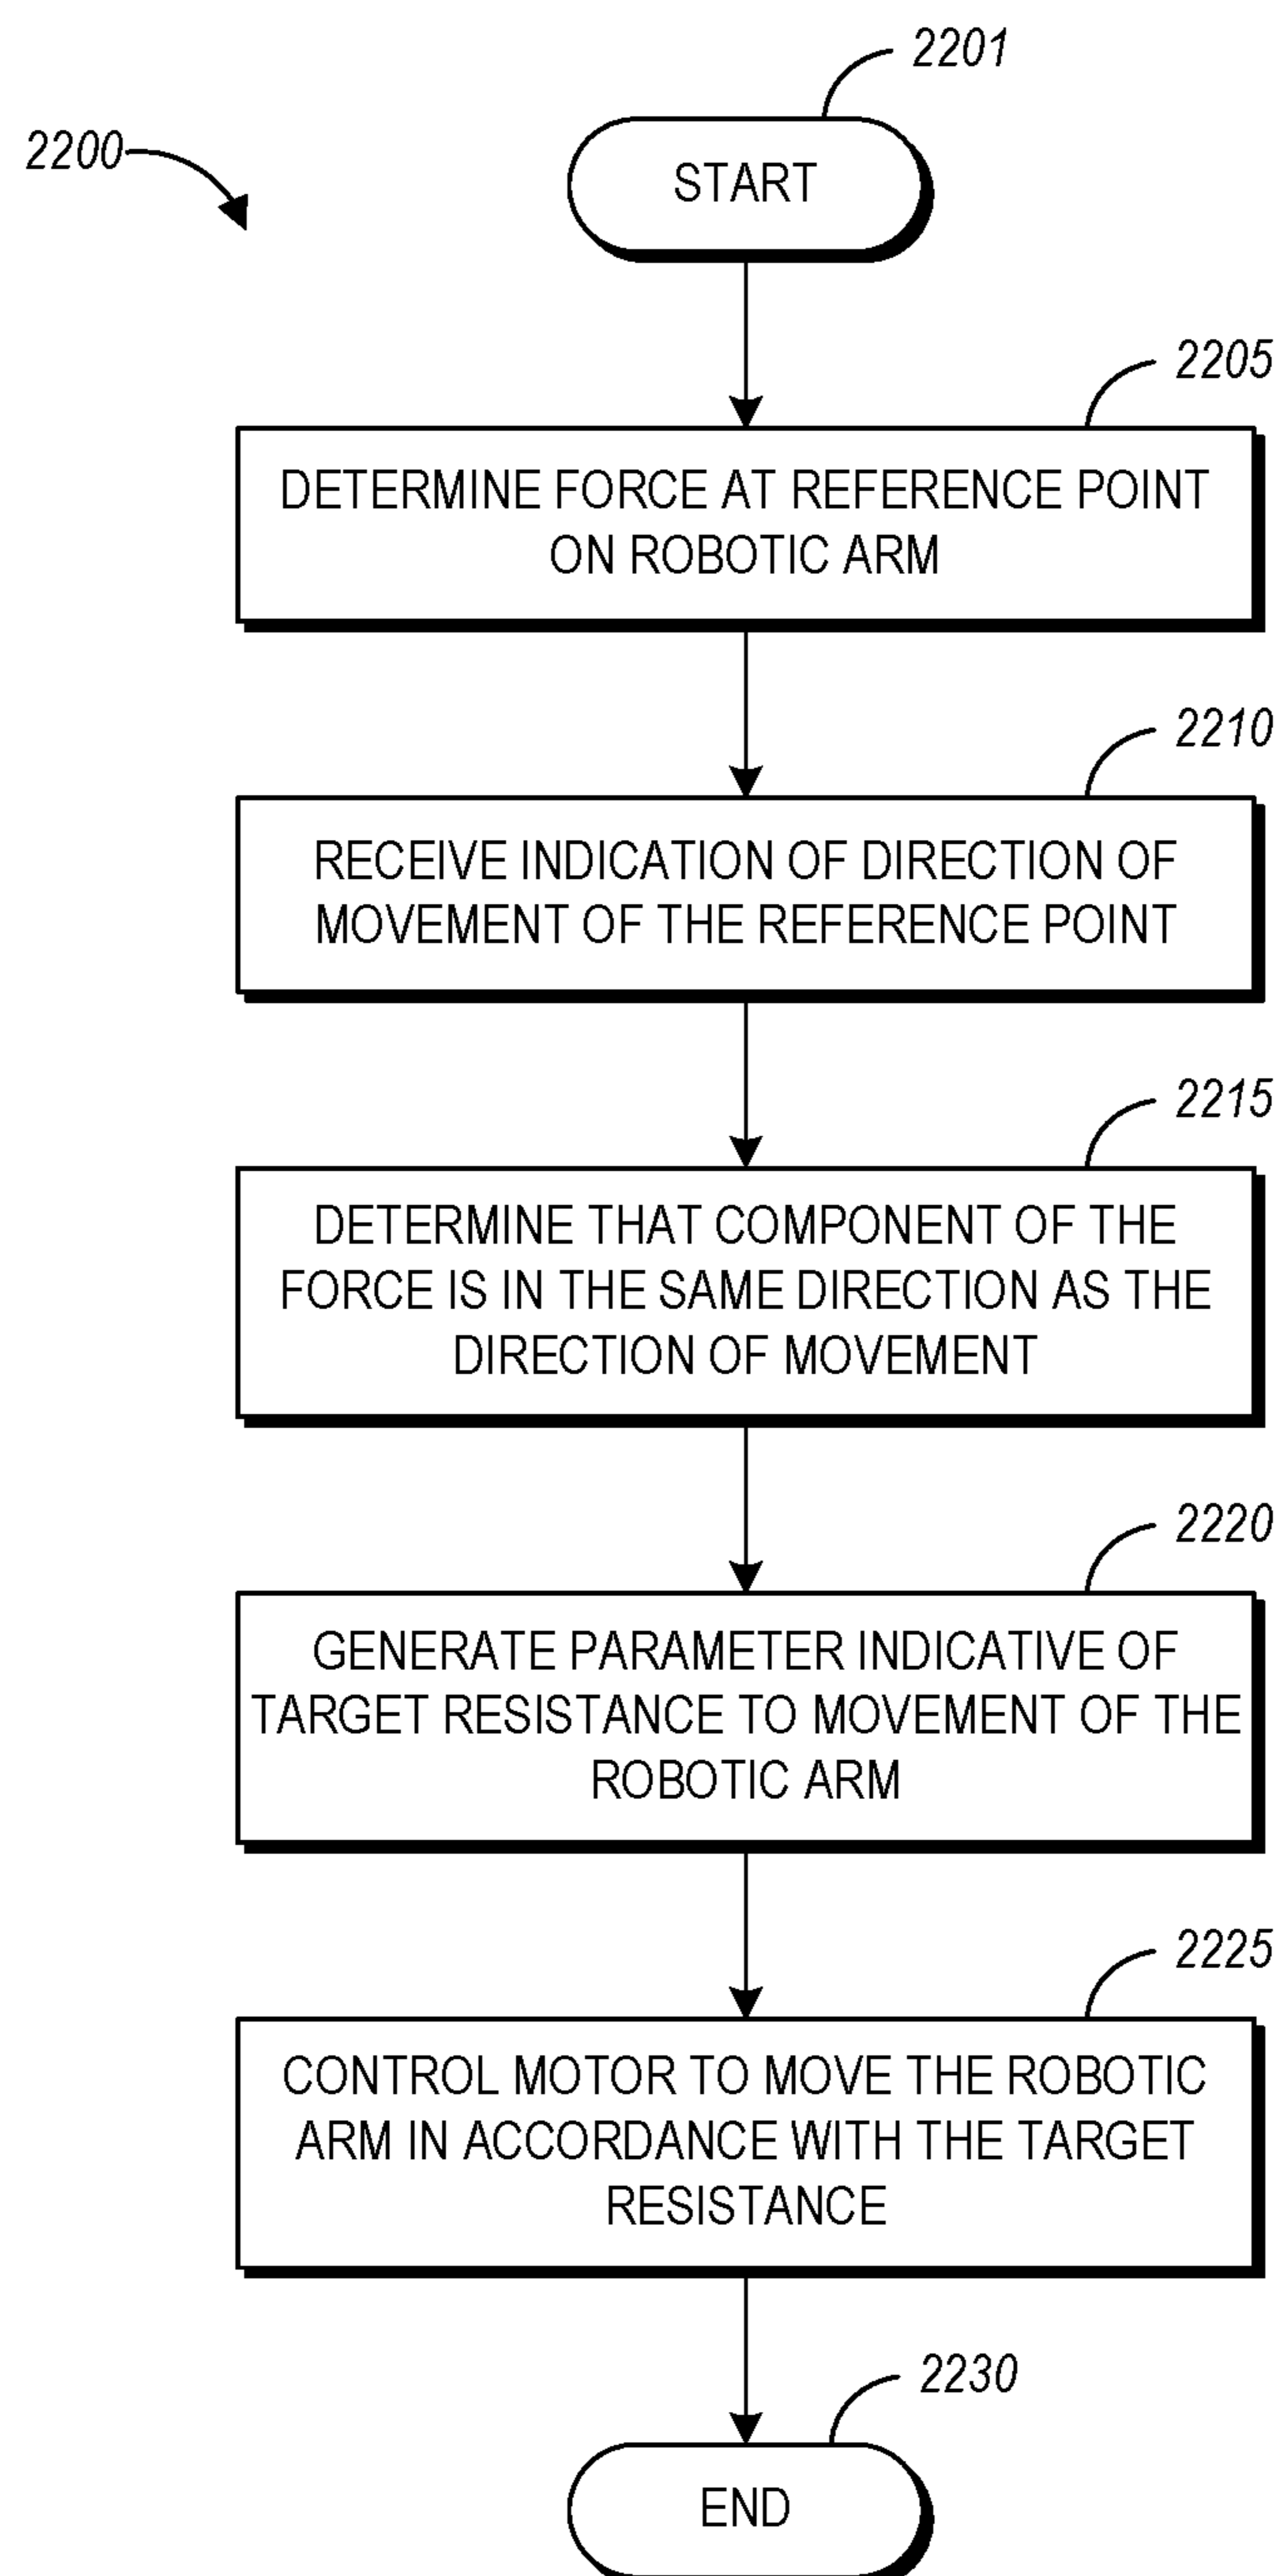 2201
2200
START
2205
DETERMINE FORCE AT REFERENCE POINT
ON ROBOTIC ARM
2210
RECEIVE INDICATION OF DIRECTION OF
MOVEMENT OF THE REFERENCE POINT
2215
DETERMINE THAT COMPONENT OF THE
FORCE IS IN THE SAME DIRECTION AS THE
DIRECTION OF MOVEMENT
2220
GENERATE PARAMETER INDICATIVE OF
TARGET RESISTANCE TO MOVEMENT OF THE
ROBOTIC ARM
2225
CONTROL MOTOR TO MOVE THE ROBOTIC
ARM IN ACCORDANCE WITH THE TARGET
RESISTANCE
2230
END